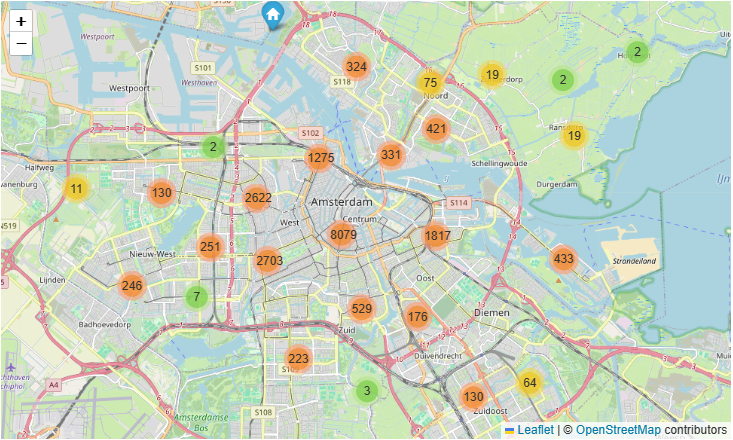 +
−
Westpoort
S101
Westhaven
S118
324
75
19
2
2
Noord
Westpoort
421
19
S102
1275
331
2
Halfweg
Schellingwoude
Durgerdam
11
130
2622
S114
Amsterdam
Centrum
West
8079
1817
N519
251
Nieuw-West
2703
433
Strandeiland
Oost
Lijnden
246
7
529
176
Diemen
Badhoevedorp
Zuid
223
Duivendrecht
A4
3
130
64
Zuidoost
S108
Amsterdamse
Bos
Leaflet | © OpenStreetMap contributors